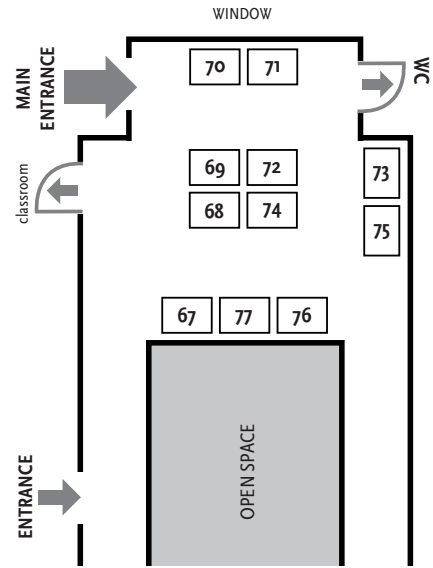 WINDOW
MAIN
ENTRANCE
70 71
WC
classroom
69 72
73
68 74
75
67 77 76
OPEN SPACE
ENTRANCE